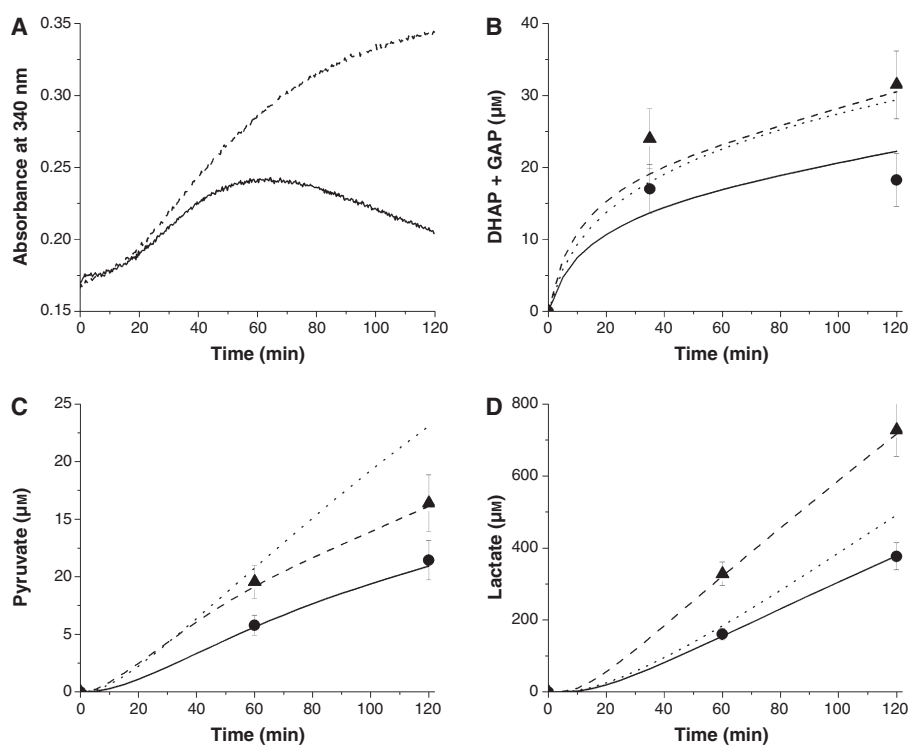 A
Absorbance at 340 nm
0.35
0.30
0.25
0.20
0.15
0 20 40 60 80 100 120
Time (min)
B
DHAP + GAP (µM)
40
30
20
10
0
0 20 40 60 80 100 120
Time (min)
C
Pyruvate (µM)
25
20
15
20
5
0
0 20 40 60 80 100 120
Time (min)
D
Lactate (µM)
800
600
400
200
0
0 20 40 60 80 100 120
Time (min)